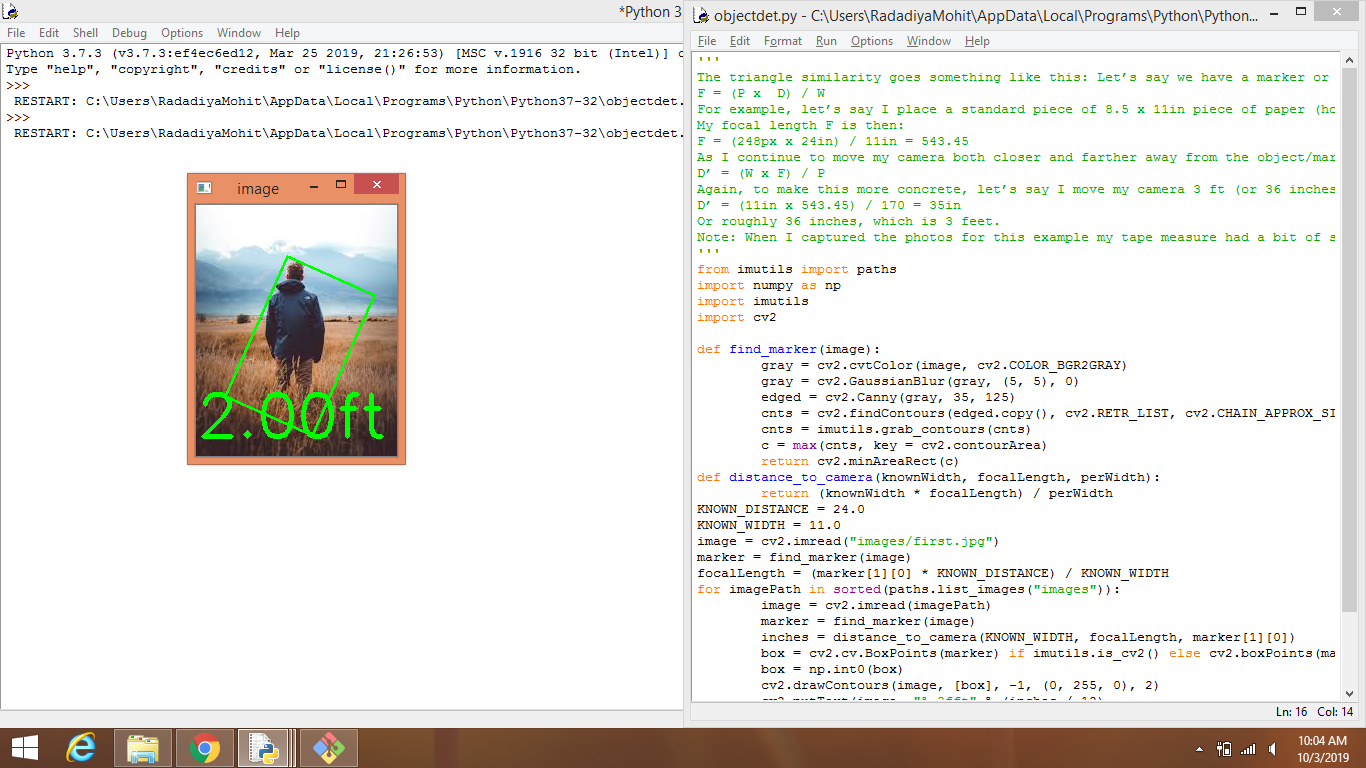 *Python 3
File Edit Shell Debug Options Window Help
Python 3.7.3 (v3.7.3:ef4ec6ed12, Mar 25 2019, 21:26:53) [MSC v.1916 32 bit (Intel)] o
Type "help", "copyright", "credits" or "license()" for more information.
>>>
RESTART: C:\Users\RadadiyaMohit\AppData\Local\Programs\Python\Python37-32\objectdet.
>>>
RESTART: C:\Users\RadadiyaMohit\AppData\Local\Programs\Python\Python37-32\objectdet.
image
2.00ft
objectdet.py - C:\Users\RadadiyaMohit\AppData\Local\Programs\Python\Python...
File Edit Format Run Options Window Help
'''
The triangle similarity goes something like this: Let’s say we have a marker or
F = (P x  D) / W
For example, let’s say I place a standard piece of 8.5 x 11in piece of paper (ho
My focal length F is then:
F = (248px x 24in) / 11in = 543.45
As I continue to move my camera both closer and farther away from the object/mar
D’ = (W x F) / P
Again, to make this more concrete, let’s say I move my camera 3 ft (or 36 inches
D’ = (11in x 543.45) / 170 = 35in
Or roughly 36 inches, which is 3 feet.
Note: When I captured the photos for this example my tape measure had a bit of s
'''
from imutils import paths
import numpy as np
import imutils
import cv2
def find_marker(image):
gray = cv2.cvtColor(image, cv2.COLOR_BGR2GRAY)
gray = cv2.GaussianBlur(gray, (5, 5), 0)
edged = cv2.Canny(gray, 35, 125)
cnts = cv2.findContours(edged.copy(), cv2.RETR_LIST, cv2.CHAIN_APPROX_SI
cnts = imutils.grab_contours(cnts)
c = max(cnts, key = cv2.contourArea)
return cv2.minAreaRect(c)
def distance_to_camera(knownWidth, focalLength, perWidth):
return (knownWidth * focalLength) / perWidth
KNOWN_DISTANCE = 24.0
KNOWN_WIDTH = 11.0
image = cv2.imread("images/first.jpg")
marker = find_marker(image)
focalLength = (marker[1][0] * KNOWN_DISTANCE) / KNOWN_WIDTH
for imagePath in sorted(paths.list_images("images")):
image = cv2.imread(imagePath)
marker = find_marker(image)
inches = distance_to_camera(KNOWN_WIDTH, focalLength, marker[1][0])
box = cv2.cv.BoxPoints(marker) if imutils.is_cv2() else cv2.boxPoints(ma
box = np.int0(box)
cv2.drawContours(image, [box], -1, (0, 255, 0), 2)
Ln: 16 Col: 14
10:04 AM
10/3/2019